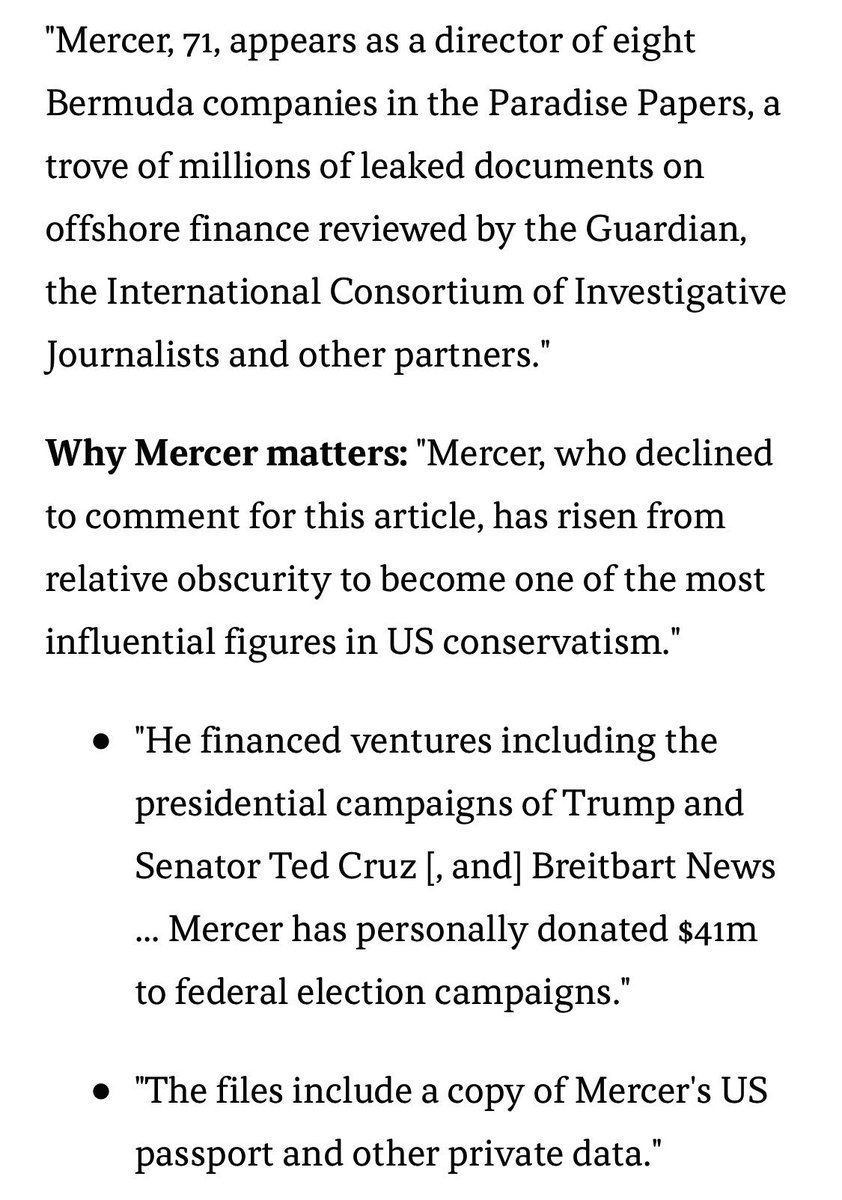 "Mercer, 71, appears as a director of eight
Bermuda companies in the Paradise Papers, a
trove of millions of leaked documents on
offshore finance reviewed by the Guardian,
the International Consortium of Investigative
Journalists and other partners."
Why Mercer matters: "Mercer, who declined
to comment for this article, has risen from
relative obscurity to become one of the most
influential figures in US conservatism."
• "He financed ventures including the
presidential campaigns of Trump and
Senator Ted Cruz [, and] Breitbart News
... Mercer has personally donated $41m
to federal election campaigns."
• "The files include a copy of Mercer's US
passport and other private data."